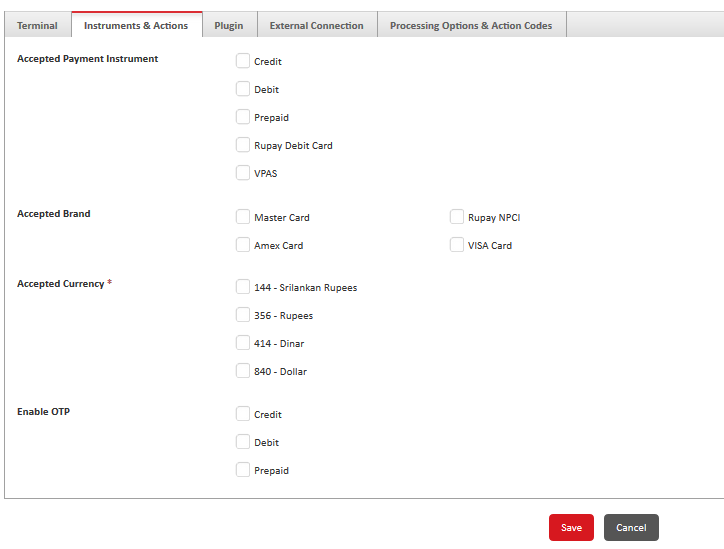 Terminal Instruments & Actions Plugin External Connection Processing Options & Action Codes
Accepted Payment Instrument Credit
Debit
Prepaid
Rupay Debit Card
VPAS
Accepted Brand Master Card Rupay NPCI
Amex Card VISA Card
Accepted Currency * 144 - Srilankan Rupees
356 - Rupees
414 - Dinar
840 - Dollar
Enable OTP Credit
Debit
Prepaid
Save Cancel